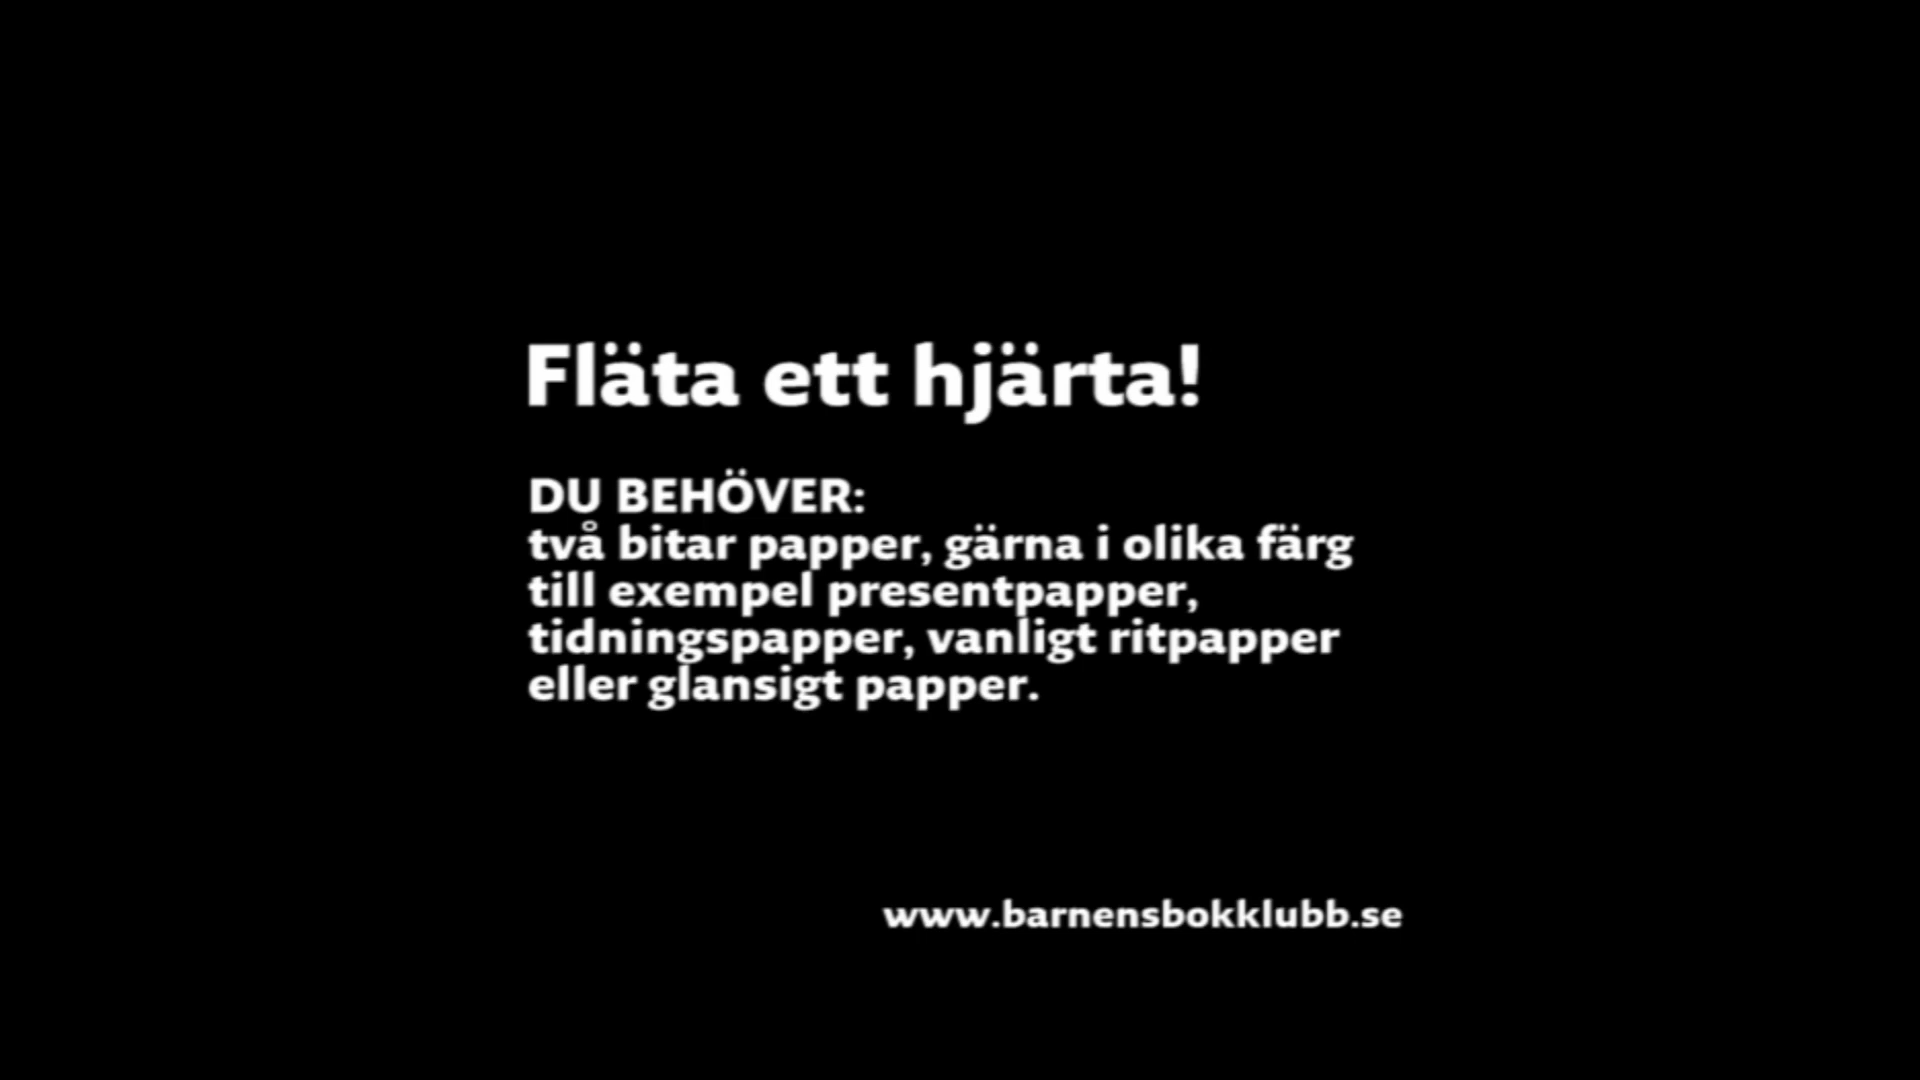 Fläta ett hjärta!
DU BEHÖVER:
två bitar papper, gärna i olika färg
till exempel presentpapper,
tidningspapper, vanligt ritpapper
eller glansigt papper.
www.barnensbokklubb.se